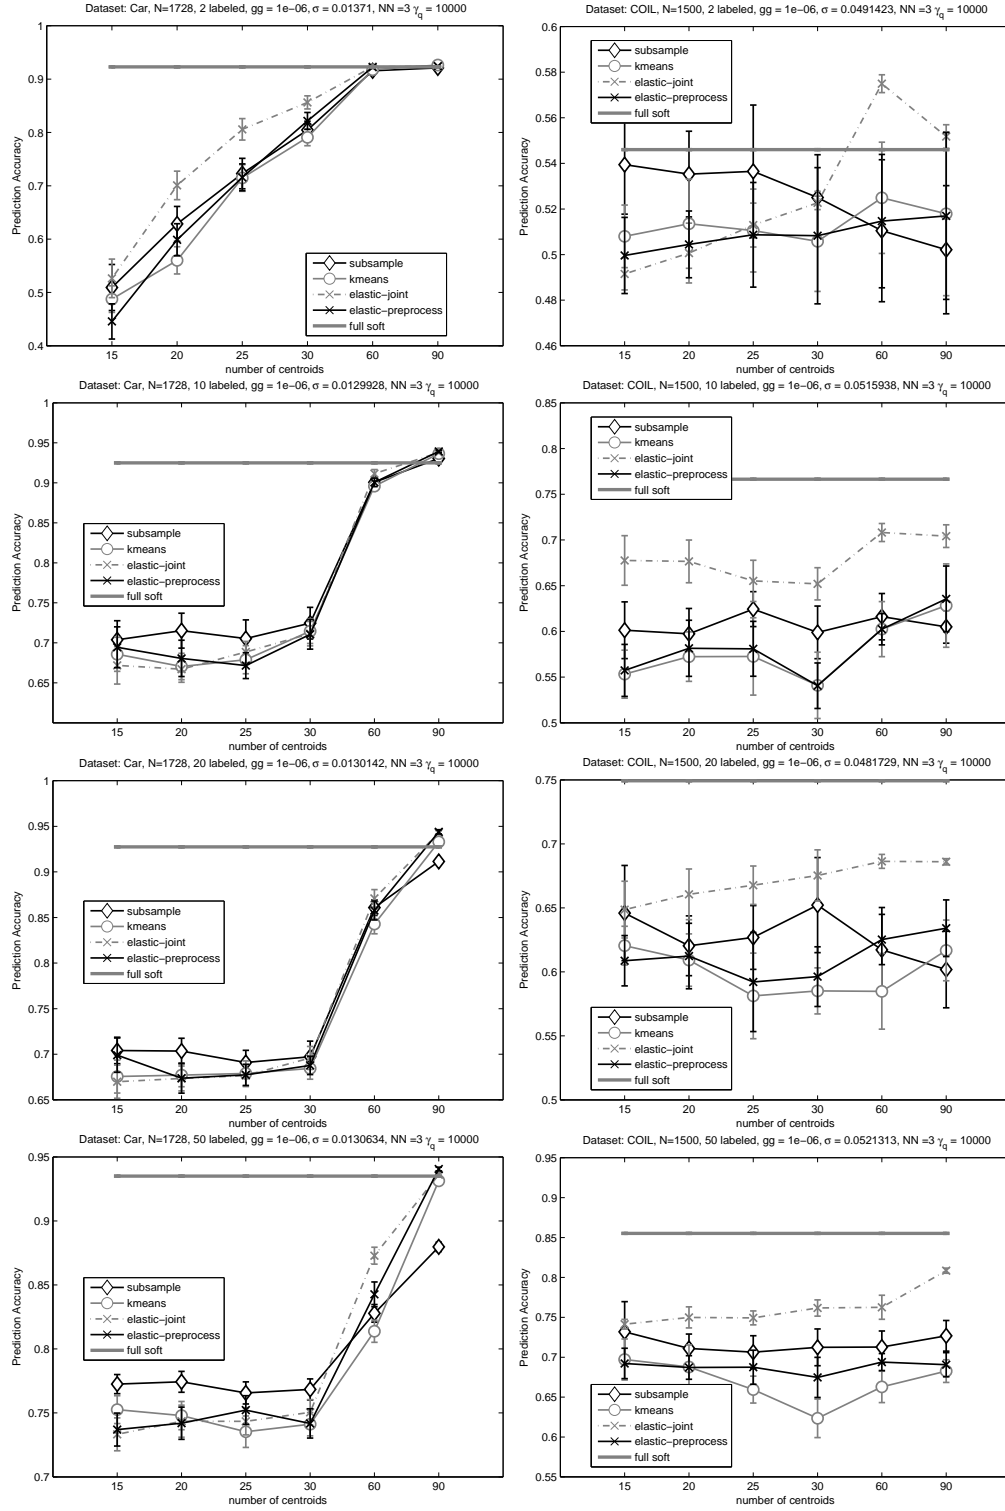 Dataset: Car, N=1728, 2 labeled, gg = 1e−06, σ = 0.01371, NN =3 γq = 10000
1
0.9
0.8
0.7
0.6
0.5
0.4
Prediction Accuracy
subsample
kmeans
elastic−joint
elastic−preprocess
full soft
15 20 25 30 60 90
number of centroids
Dataset: COIL, N=1500, 2 labeled, gg = 1e−06, σ = 0.0491423, NN =3 γq = 10000
0.6
0.58
0.56
0.54
0.52
0.5
0.48
0.46
Prediction Accuracy
subsample
kmeans
elastic−joint
elastic−preprocess
full soft
15 20 25 30 60 90
number of centroids
Dataset: Car, N=1728, 10 labeled, gg = 1e−06, σ = 0.0129928, NN =3 γq = 10000
1
0.95
0.9
0.85
0.8
0.75
0.7
0.65
Prediction Accuracy
subsample
kmeans
elastic−joint
elastic−preprocess
full soft
15 20 25 30 60 90
number of centroids
Dataset: COIL, N=1500, 10 labeled, gg = 1e−06, σ = 0.0515938, NN =3 γq = 10000
0.85
0.8
0.75
0.7
0.65
0.6
0.55
0.5
Prediction Accuracy
subsample
kmeans
elastic−joint
elastic−preprocess
full soft
15 20 25 30 60 90
number of centroids
Dataset: Car, N=1728, 20 labeled, gg = 1e−06, σ = 0.0130142, NN =3 γq = 10000
1
0.95
0.9
0.85
0.8
0.75
0.7
0.65
Prediction Accuracy
subsample
kmeans
elastic−joint
elastic−preprocess
full soft
15 20 25 30 60 90
number of centroids
Dataset: COIL, N=1500, 20 labeled, gg = 1e−06, σ = 0.0481729, NN =3 γq = 10000
0.75
0.7
0.65
0.6
0.55
0.5
Prediction Accuracy
subsample
kmeans
elastic−joint
elastic−preprocess
full soft
15 20 25 30 60 90
number of centroids
Dataset: Car, N=1728, 50 labeled, gg = 1e−06, σ = 0.0130634, NN =3 γq = 10000
0.95
0.9
0.85
0.8
0.75
0.7
Prediction Accuracy
subsample
kmeans
elastic−joint
elastic−preprocess
full soft
15 20 25 30 60 90
number of centroids
Dataset: COIL, N=1500, 50 labeled, gg = 1e−06, σ = 0.0521313, NN =3 γq = 10000
0.95
0.9
0.85
0.8
0.75
0.7
0.65
0.6
0.55
Prediction Accuracy
subsample
kmeans
elastic−joint
elastic−preprocess
full soft
15 20 25 30 60 90
number of centroids